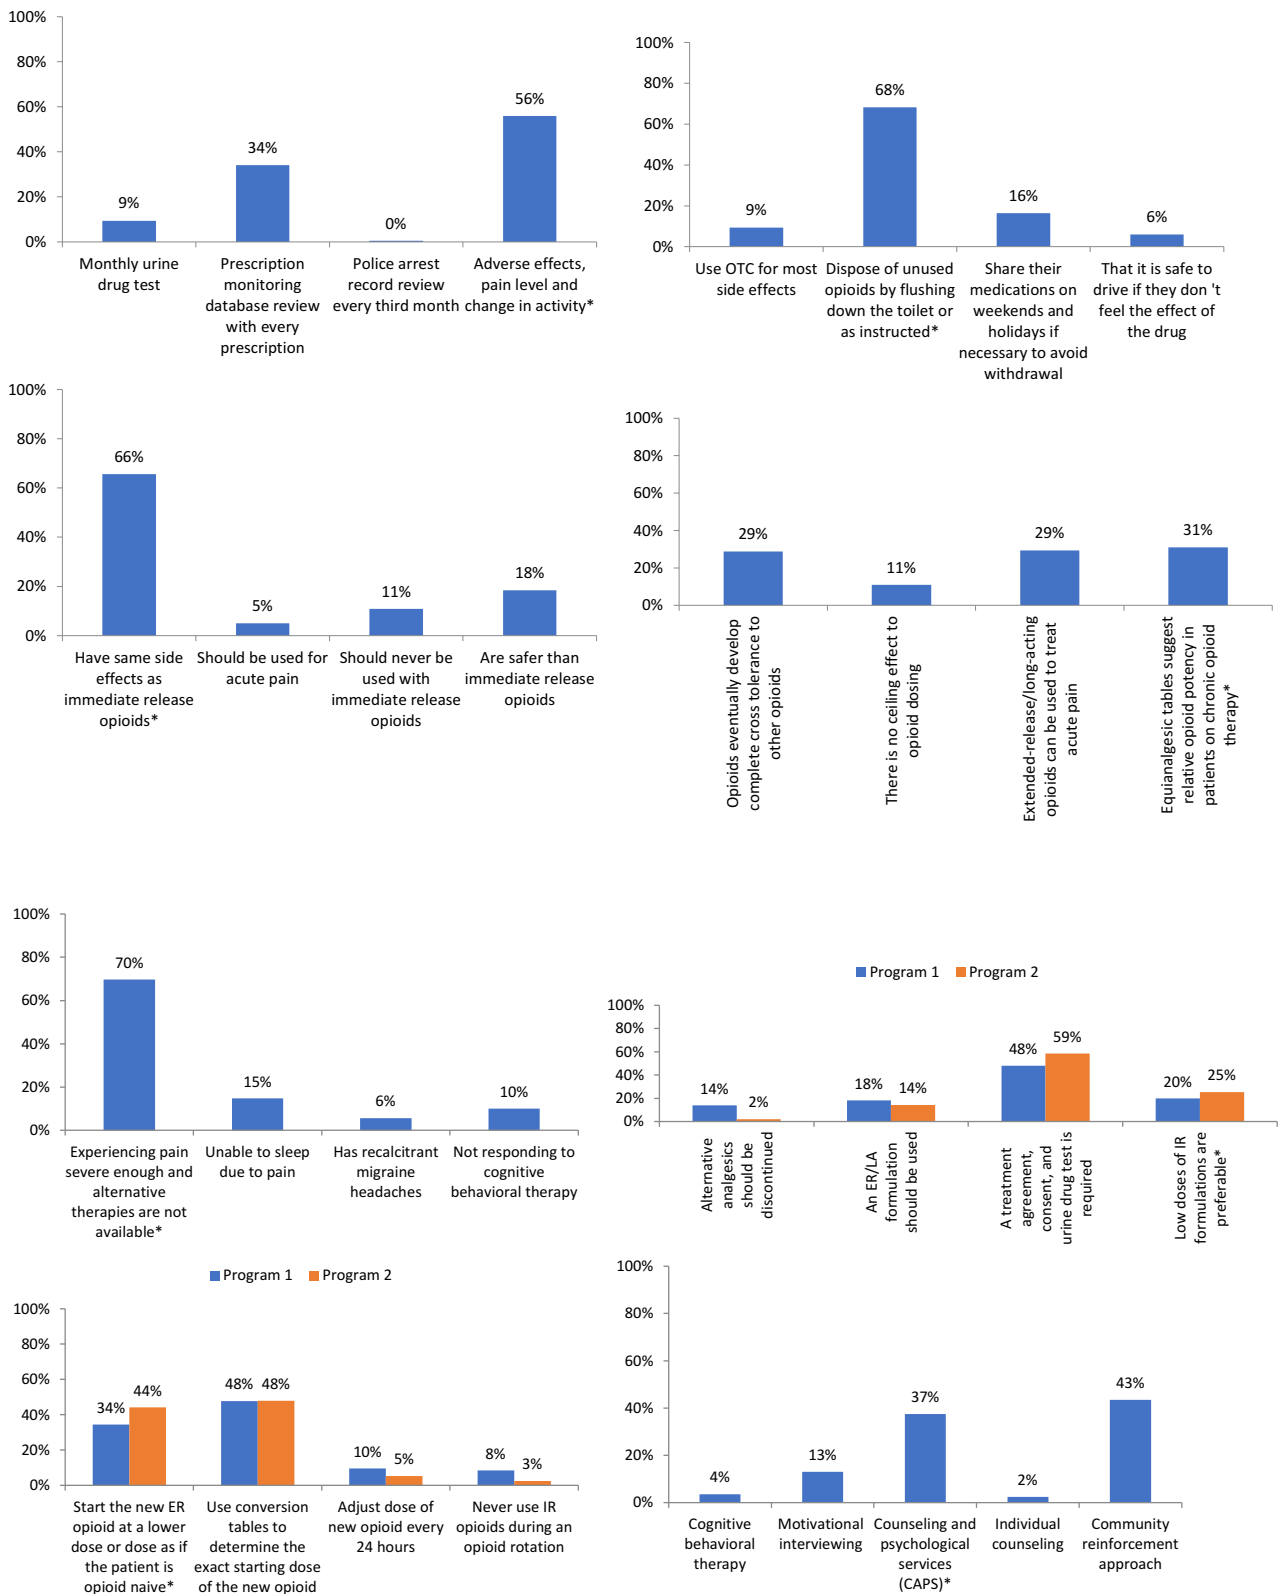 100%
80%
60%
40%
20%
0%
9%
34%
0%
56%
Monthly urine
drug test
Prescription
monitoring
database review
with every
prescription
Police arrest
record review
every third month
Adverse effects,
pain level and
change in activity*
100%
80%
60%
40%
20%
0%
9%
68%
16%
6%
Use OTC for most
side effects
Dispose of unused
opioids by flushing
down the toilet or
as instructed*
Share their
medications on
weekends and
holidays if
necessary to avoid
withdrawal
That it is safe to
drive if they don 't
feel the effect of
the drug
100%
80%
60%
40%
20%
0%
66%
5%
11%
18%
Have same side
effects as
immediate release
opioids*
Should be used for
acute pain
Should never be
used with
immediate release
opioids
Are safer than
immediate release
opioids
100%
80%
60%
40%
20%
0%
29%
11%
29%
31%
Opioids eventually develop
complete cross tolerance to
other opioids
There is no ceiling effect to
opioid dosing
Extended-release/long-acting
opioids can be used to treat
acute pain
Equianalgesic tables suggest
relative opioid potency in
patients on chronic opioid
therapy*
100%
80%
60%
40%
20%
0%
70%
15%
6%
10%
Experiencing pain
severe enough and
alternative
therapies are not
available*
Unable to sleep
due to pain
Has recalcitrant
migraine
headaches
Not responding to
cognitive
behavioral therapy
Program 1 Program 2
100%
80%
60%
40%
20%
0%
14%
2%
18%
14%
48%
59%
20%
25%
Alternative
analgesics
should be
discontinued
An ER/LA
formulation
should be used
A treatment
agreement,
consent, and
urine drug test is
required
Low doses of IR
formulations are
preferable*
Program 1 Program 2
100%
80%
60%
40%
20%
0%
34%
44%
48%
48%
10%
5%
8%
3%
Start the new ER
opioid at a lower
dose or dose as if
the patient is
opioid naive*
Use conversion
tables to
determine the
exact starting dose
of the new opioid
Adjust dose of
new opioid every
24 hours
Never use IR
opioids during an
opioid rotation
100%
80%
60%
40%
20%
0%
4%
13%
37%
2%
43%
Cognitive
behavioral
therapy
Motivational
interviewing
Counseling and
psychological
services
(CAPS)*
Individual
counseling
Community
reinforcement
approach